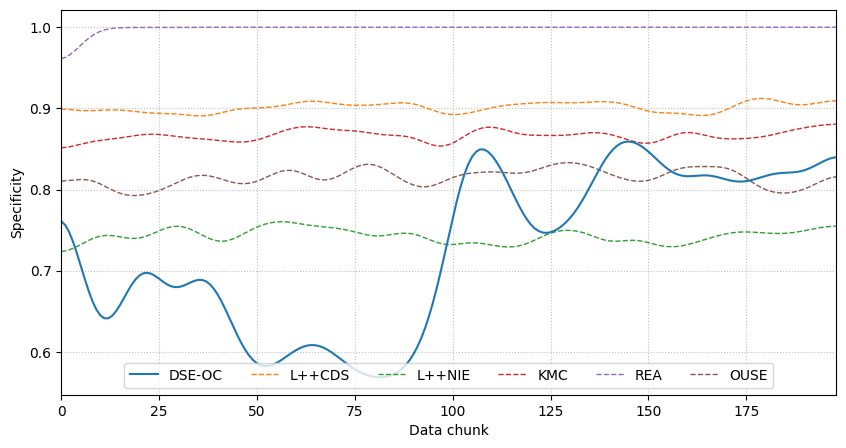 Specificity
1.0
0.9
0.8
0.7
0.6
DSE-OC L++CDS L++NIE KMC REA OUSE
0 25 50 75 100 125 150 175
Data chunk